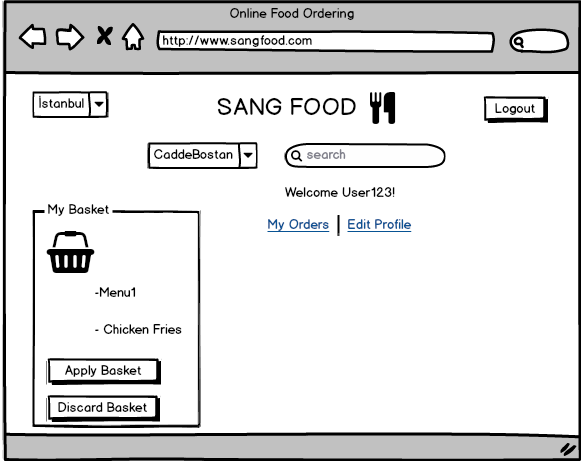 Online Food Ordering
http://www.sangfood.com
İstanbul
SANG FOOD
Logout
CaddeBostan
search
Welcome User123!
My Orders
Edit Profile
My Basket
-Menu1
- Chicken Fries
Apply Basket
Discard Basket